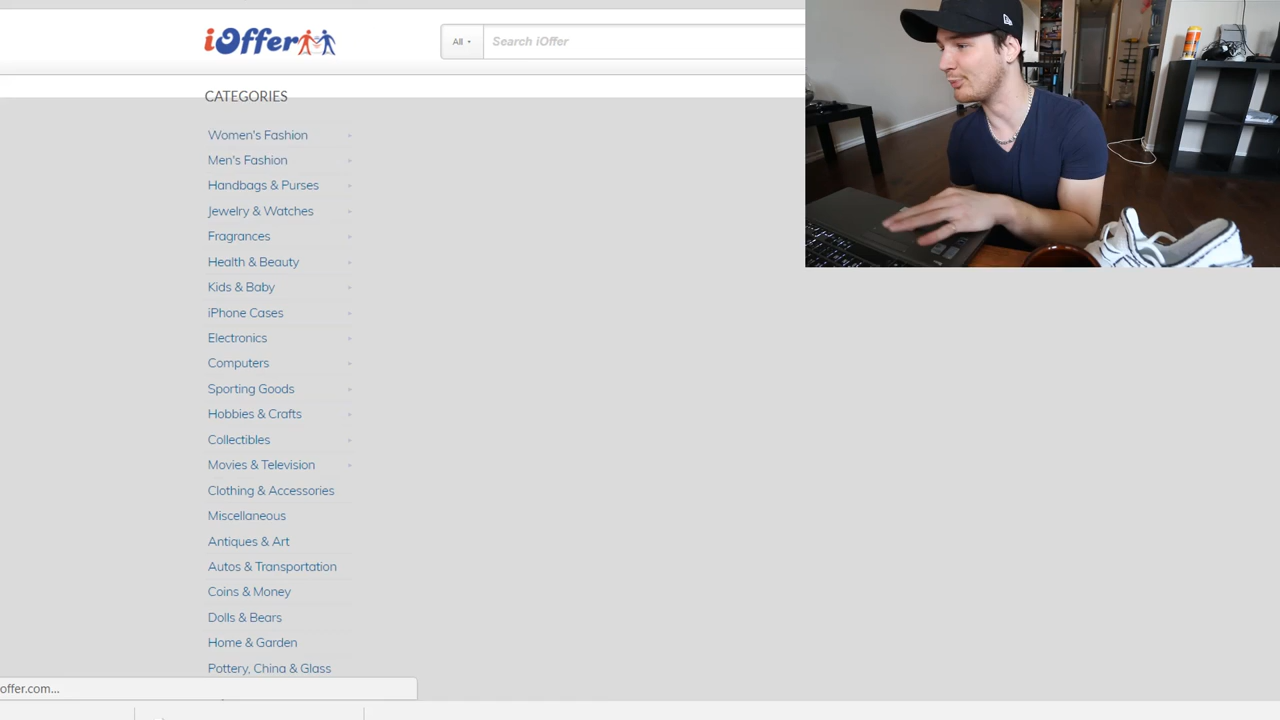 iOffer
All
Search iOffer
CATEGORIES
Women's Fashion
Men's Fashion
Handbags & Purses
Jewelry & Watches
Fragrances
Health & Beauty
Kids & Baby
iPhone Cases
Electronics
Computers
Sporting Goods
Hobbies & Crafts
Collectibles
Movies & Television
Clothing & Accessories
Miscellaneous
Antiques & Art
Autos & Transportation
Coins & Money
Dolls & Bears
Home & Garden
Pottery, China & Glass
offer.com...